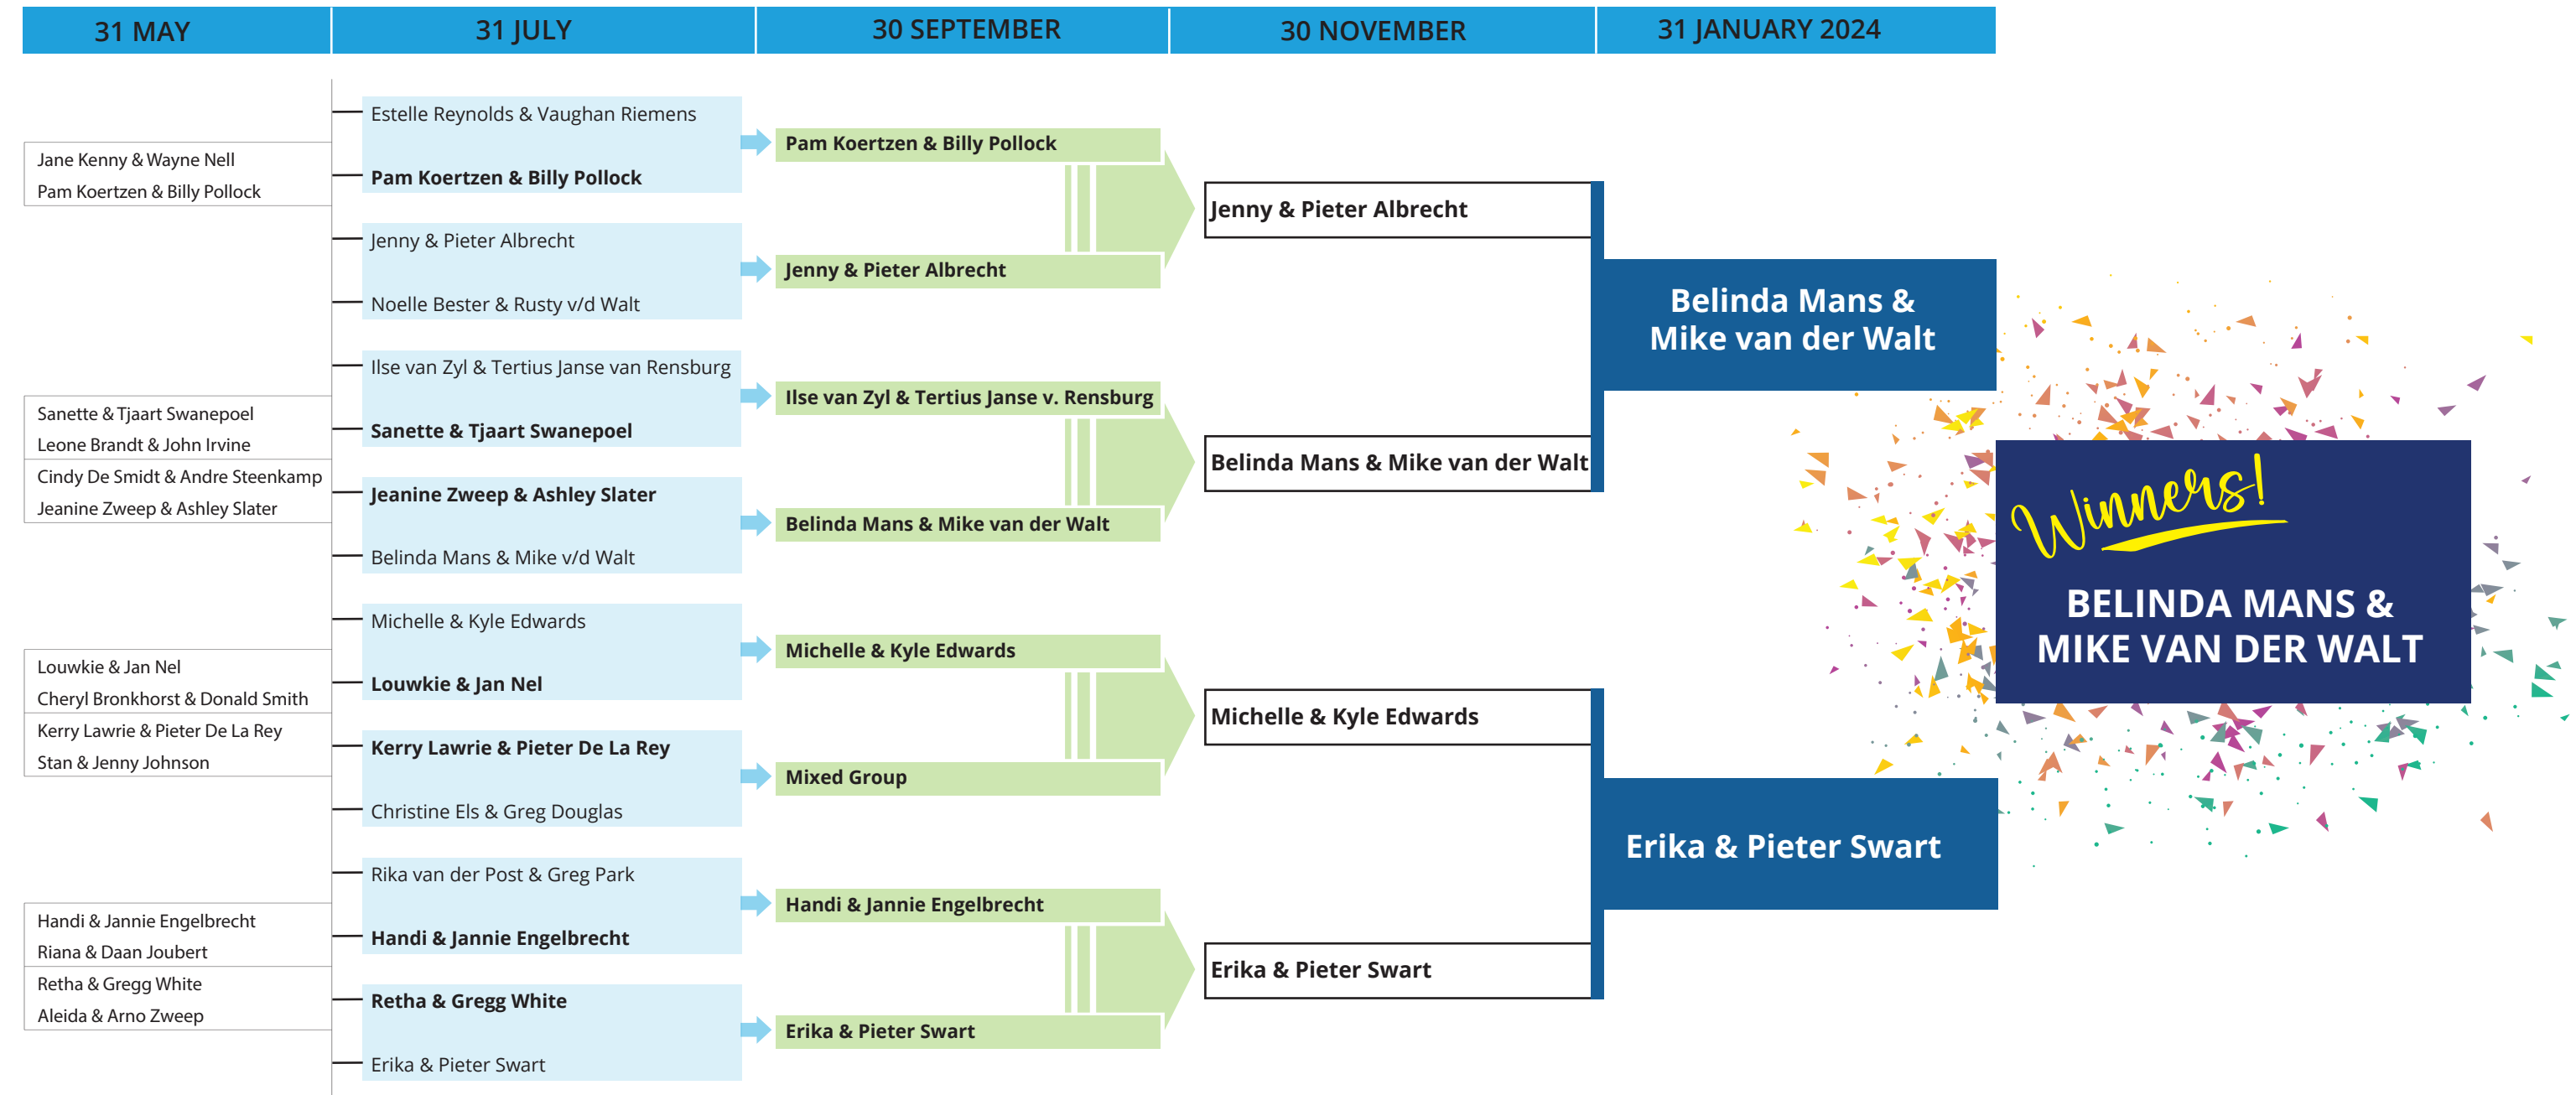 31 MAY
31 JULY
30 SEPTEMBER
30 NOVEMBER
31 JANUARY 2024
Jane Kenny & Wayne Nell
Pam Koertzen & Billy Pollock
Sanette & Tjaart Swanepoel
Leone Brandt & John Irvine
Cindy De Smidt & Andre Steenkamp
Jeanine Zweep & Ashley Slater
Louwkie & Jan Nel
Cheryl Bronkhorst & Donald Smith
Kerry Lawrie & Pieter De La Rey
Stan & Jenny Johnson
Handi & Jannie Engelbrecht
Riana & Daan Joubert
Retha & Gregg White
Aleida & Arno Zweep
Estelle Reynolds & Vaughan Riemens
Pam Koertzen & Billy Pollock
Jenny & Pieter Albrecht
Noelle Bester & Rusty v/d Walt
Ilse van Zyl & Tertius Janse van Rensburg
Sanette & Tjaart Swanepoel
Jeanine Zweep & Ashley Slater
Belinda Mans & Mike v/d Walt
Michelle & Kyle Edwards
Louwkie & Jan Nel
Kerry Lawrie & Pieter De La Rey
Christine Els & Greg Douglas
Rika van der Post & Greg Park
Handi & Jannie Engelbrecht
Retha & Gregg White
Erika & Pieter Swart
Pam Koertzen & Billy Pollock
Jenny & Pieter Albrecht
Ilse van Zyl & Tertius Janse v. Rensburg
Belinda Mans & Mike van der Walt
Michelle & Kyle Edwards
Mixed Group
Handi & Jannie Engelbrecht
Erika & Pieter Swart
Jenny & Pieter Albrecht
Belinda Mans & Mike van der Walt
Michelle & Kyle Edwards
Erika & Pieter Swart
Belinda Mans &
Mike van der Walt
Erika & Pieter Swart
Winners!
BELINDA MANS &
MIKE VAN DER WALT